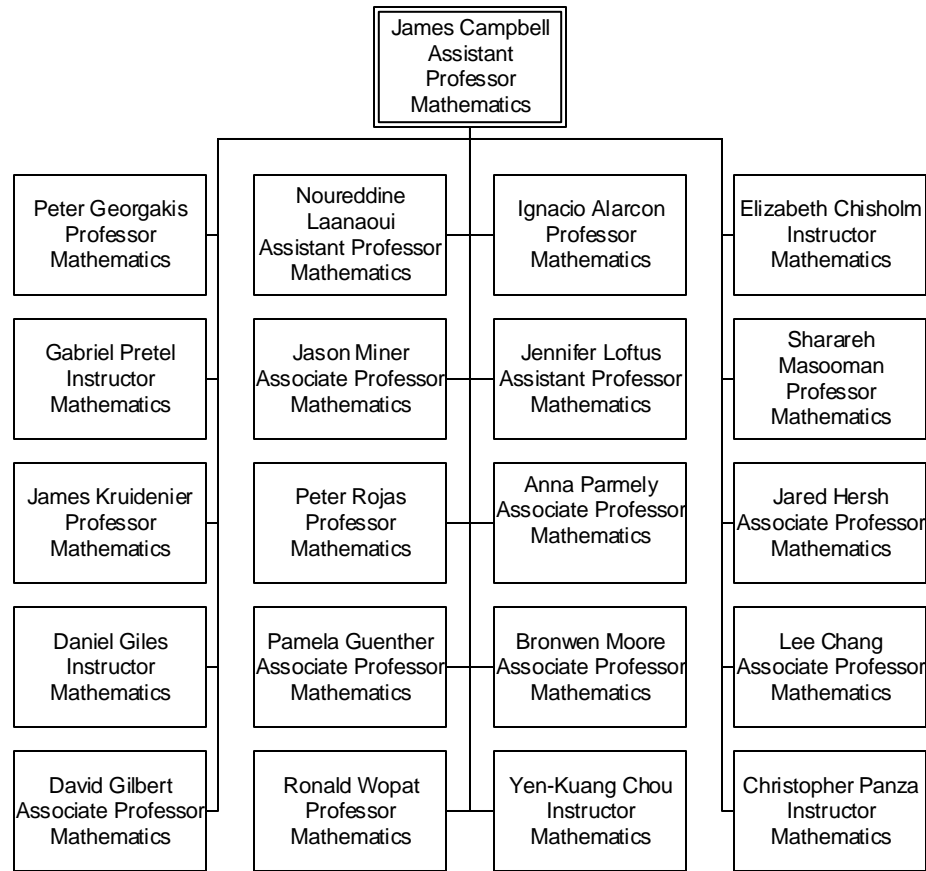 James Campbell
Assistant
Professor
Mathematics
Peter Georgakis
Professor
Mathematics
Noureddine
Laanaoui
Assistant Professor
Mathematics
Ignacio Alarcon
Professor
Mathematics
Elizabeth Chisholm
Instructor
Mathematics
Gabriel Pretel
Instructor
Mathematics
Jason Miner
Associate Professor
Mathematics
Jennifer Loftus
Assistant Professor
Mathematics
Sharareh
Masooman
Professor
Mathematics
James Kruidenier
Professor
Mathematics
Peter Rojas
Professor
Mathematics
Anna Parmely
Associate Professor
Mathematics
Jared Hersh
Associate Professor
Mathematics
Daniel Giles
Instructor
Mathematics
Pamela Guenther
Associate Professor
Mathematics
Bronwen Moore
Associate Professor
Mathematics
Lee Chang
Associate Professor
Mathematics
David Gilbert
Associate Professor
Mathematics
Ronald Wopat
Professor
Mathematics
Yen-Kuang Chou
Instructor
Mathematics
Christopher Panza
Instructor
Mathematics